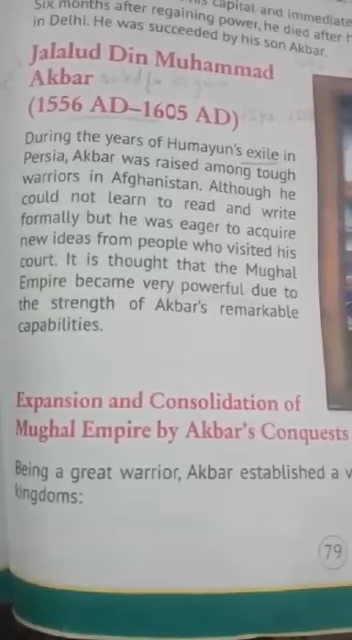 Six months after regaining power, he died after
in Delhi. He was succeeded by his son Akbar.
Jalalud Din Muhammad
Akbar
(1556 AD–1605 AD)
During the years of Humayun's exile in
Persia, Akbar was raised among tough
warriors in Afghanistan. Although he
could not learn to read and write
formally but he was eager to acquire
new ideas from people who visited his
court. It is thought that the Mughal
Empire became very powerful due to
the strength of Akbar's remarkable
capabilities.
Expansion and Consolidation of
Mughal Empire by Akbar's Conquests
Being a great warrior, Akbar established a
kingdoms:
79